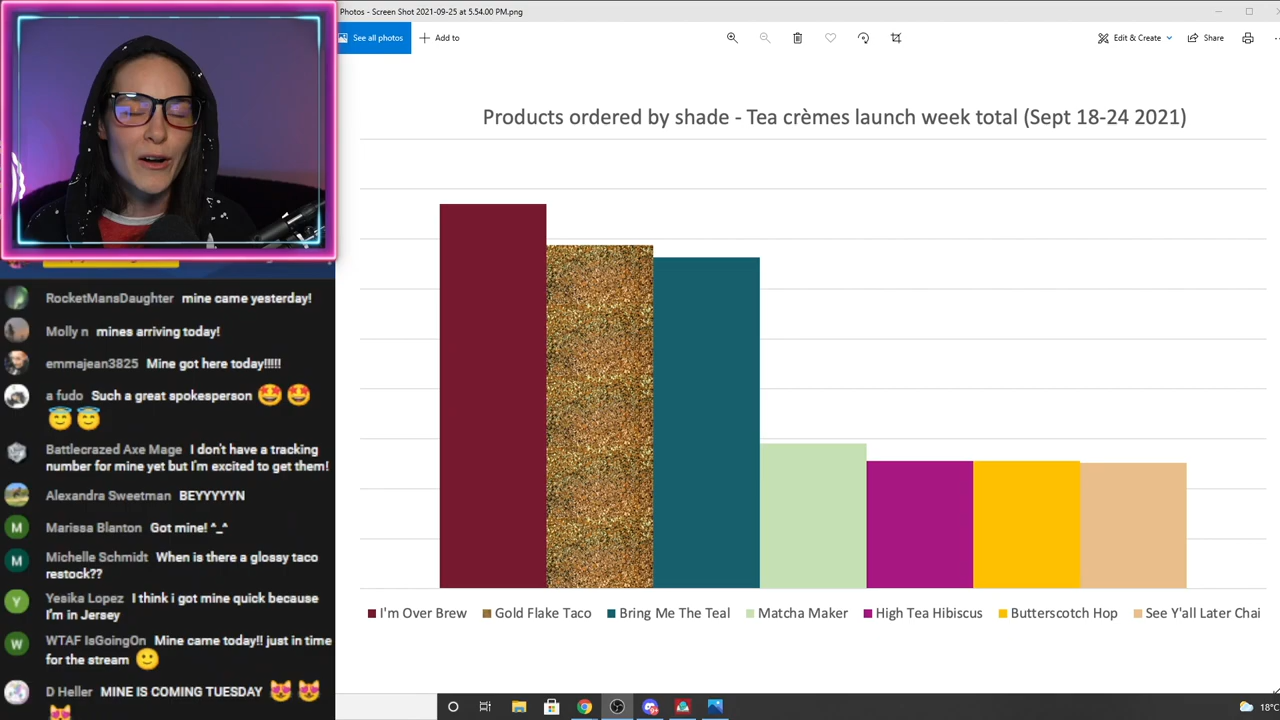 Photos - Screen Shot 2021-09-25 at 5.54.00 PM.png
See all photos
Add to
Edit & Create
Share
Products ordered by shade - Tea crèmes launch week total (Sept 18-24 2021)
I'm Over Brew
Gold Flake Taco
Bring Me The Teal
Matcha Maker
High Tea Hibiscus
Butterscotch Hop
See Y'all Later Chai
RocketMansDaughter mine came yesterday!
Molly n mines arriving today!
emmajean3825 Mine got here today!!!!!
a fudo Such a great spokesperson 🤩 🤩
😇 😇
Battlecrazed Axe Mage I don't have a tracking
number for mine yet but I'm excited to get them!
Alexandra Sweetman BEYYYYYN
M
Marissa Blanton Got mine! ^_^
M
Michelle Schmidt When is there a glossy taco
restock??
Y
Yesika Lopez I think i got mine quick because
I'm in Jersey
W
WTAF IsGoingOn Mine came today!! just in time
for the stream 🙂
D Heller MINE IS COMING TUESDAY 😻 😻
😻
18°C